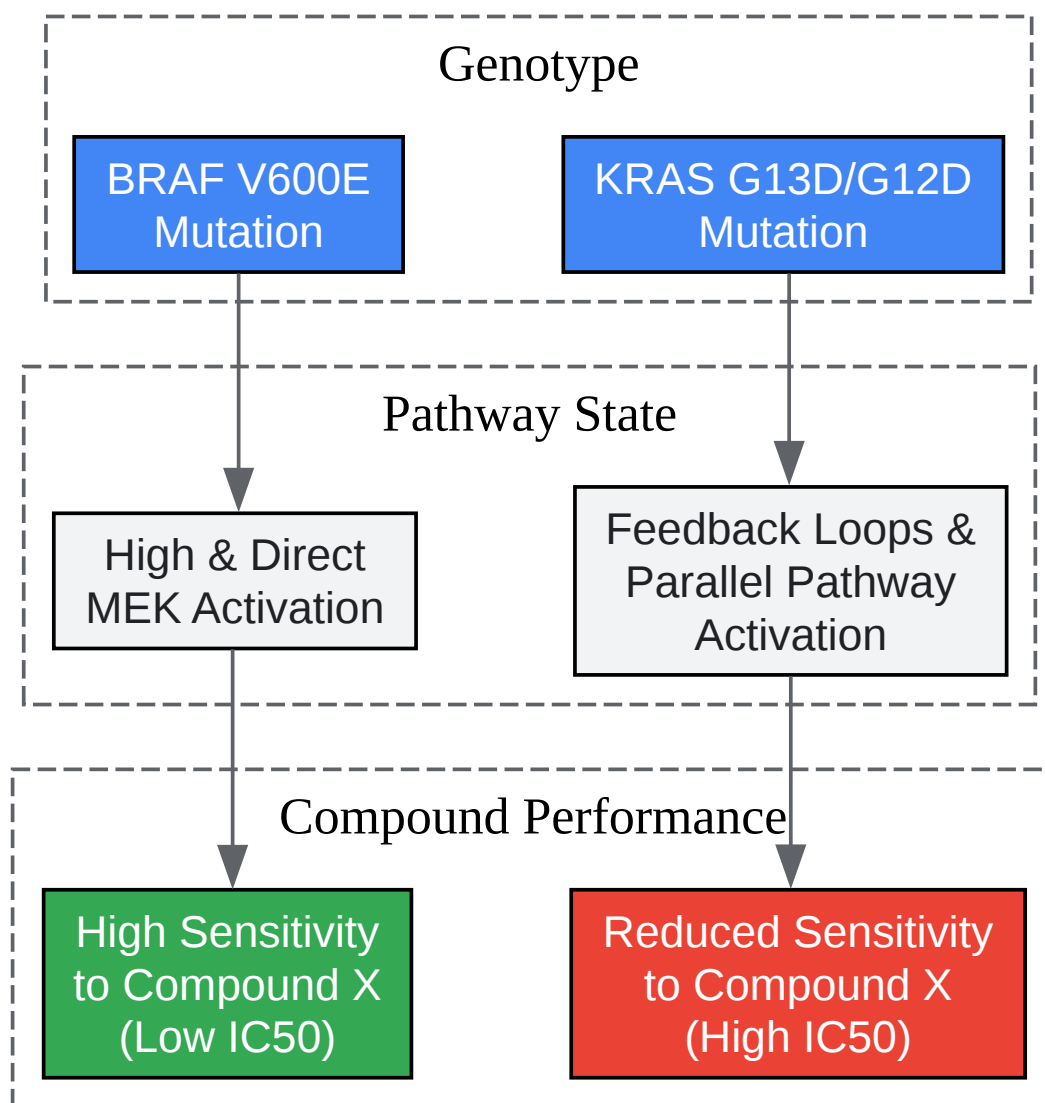 Genotype
BRAF V600E
Mutation
KRAS G13D/G12D
Mutation
Pathway State
High & Direct
MEK Activation
Feedback Loops &
Parallel Pathway
Activation
Compound Performance
High Sensitivity
to Compound X
(Low IC50)
Reduced Sensitivity
to Compound X
(High IC50)